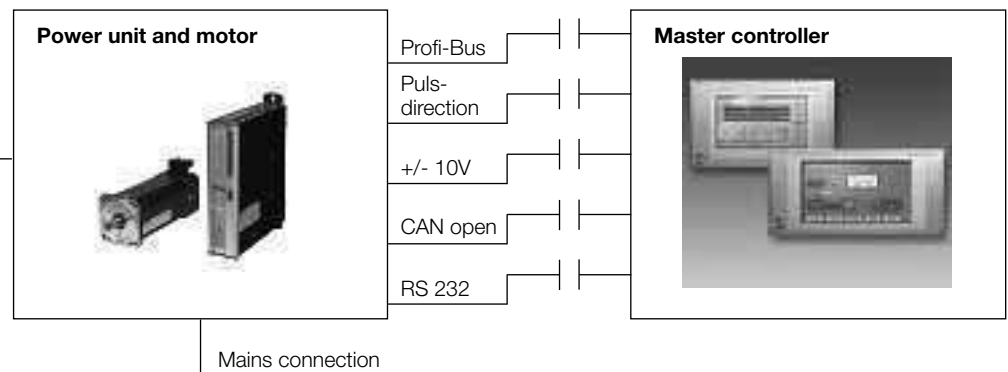 Power unit and motor
Profi-Bus
Puls-
direction
+/- 10V
CAN open
RS 232
Master controller
Mains connection